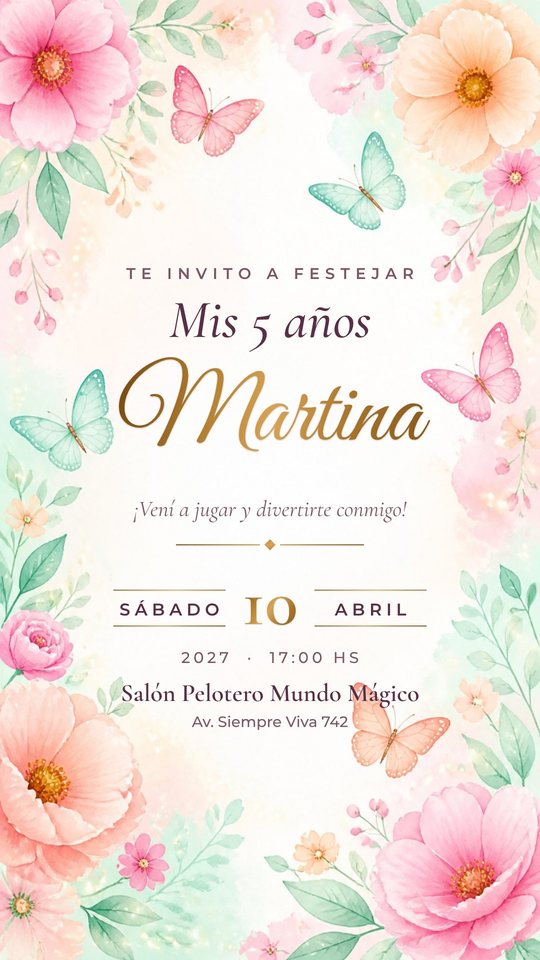 TE INVITO A FESTEJAR
Mis 5 años
Martina
¡Vení a jugar y divertirte conmigo!
SÁBADO 10 ABRIL
2027 · 17:00 HS
Salón Pelotero Mundo Mágico
Av. Siempre Viva 742